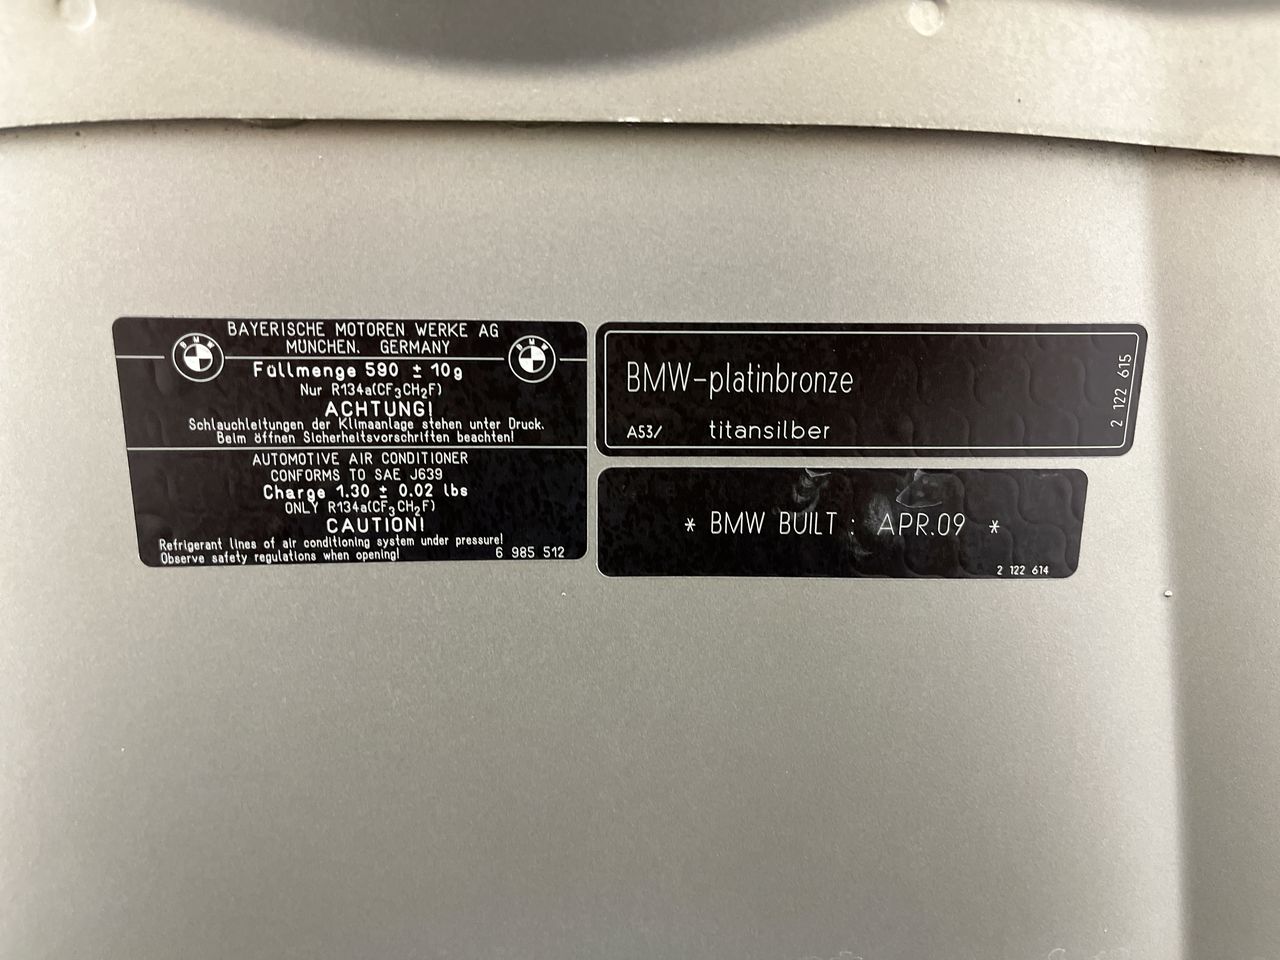 BAYERISCHE MOTOREN WERKE AG
MÜNCHEN. GERMANY
BMW
BMW
Füllmenge 590 ± 10g
Nur R134a(CF₃CH₂F)
ACHTUNG!
Schlauchleitungen der Klimaanlage stehen unter Druck.
Beim öffnen Sicherheitsvorschriften beachten!
AUTOMOTIVE AIR CONDITIONER
CONFORMS TO SAE J639
Charge 1.30 ± 0.02 lbs
ONLY R134a(CF₃CH₂F)
CAUTION!
Refrigerant lines of air conditioning system under pressure!
Observe safety regulations when opening!
6 985 512
BMW-platinbronze
A53/ titansilber
2 122 615
* BMW BUILT : APR.09 *
2 122 614